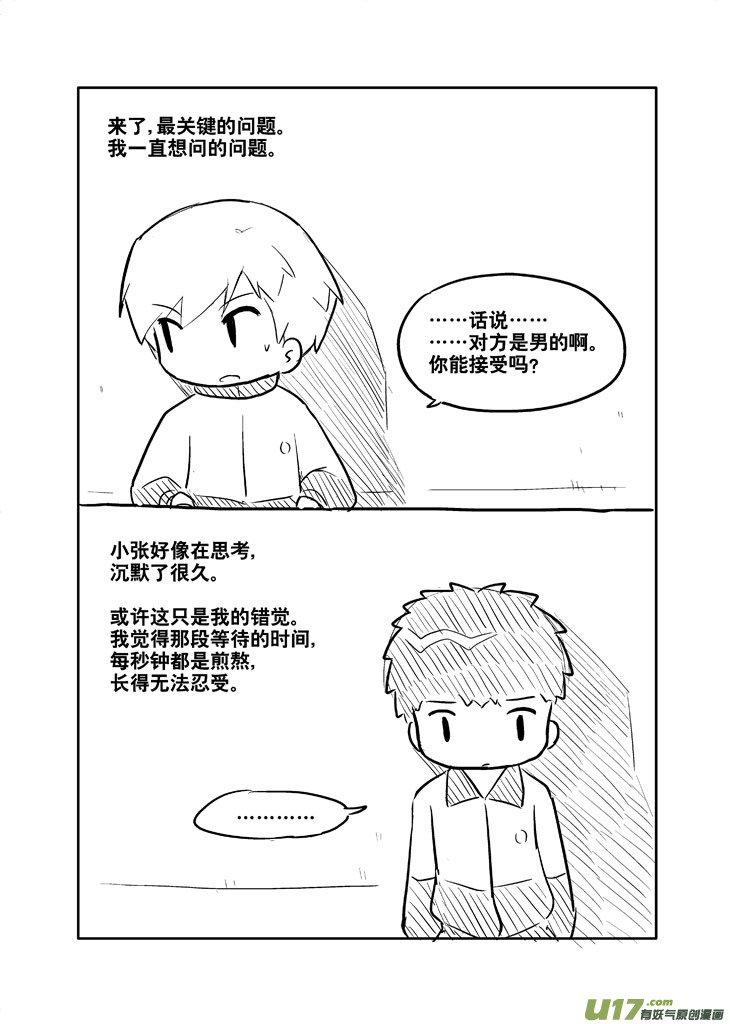 来了,最关键的问题。
我一直想问的问题。
……话说……
……对方是男的啊。
你能接受吗?
小张好像在思考,
沉默了很久。
或许这只是我的错觉。
我觉得那段等待的时间,
每秒钟都是煎熬,
长得无法忍受。
…………
U17.com
有妖气原创漫画